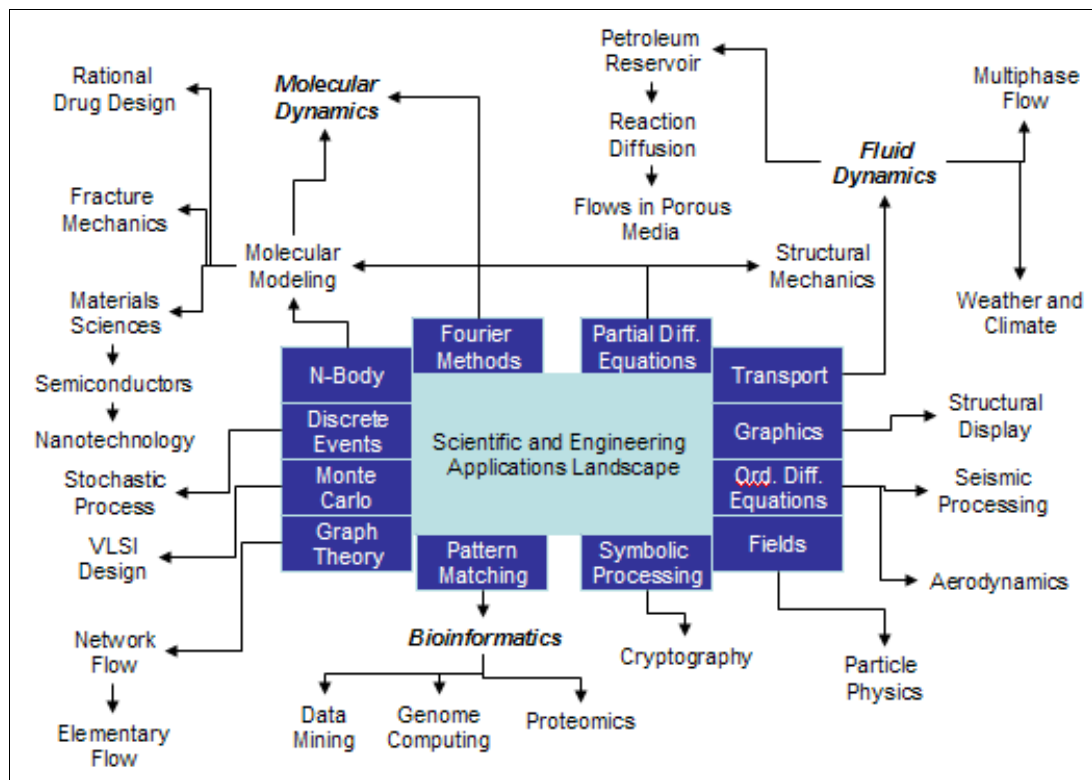 Petroleum
Reservoir
Rational
Drug Design
Molecular
Dynamics
Multiphase
Flow
Reaction
Diffusion
Fluid
Dynamics
Fracture
Mechanics
Flows in Porous
Media
Molecular
Modeling
Structural
Mechanics
Materials
Sciences
Weather and
Climate
Fourier
Methods
Partial Diff.
Equations
Semiconductors
N-Body
Transport
Nanotechnology
Discrete
Events
Scientific and Engineering
Applications Landscape
Graphics
Structural
Display
Stochastic
Process
Monte
Carlo
Ord. Diff.
Equations
Seismic
Processing
VLSI
Design
Graph
Theory
Pattern
Matching
Symbolic
Processing
Fields
Aerodynamics
Bioinformatics
Network
Flow
Cryptography
Particle
Physics
Data
Mining
Genome
Computing
Proteomics
Elementary
Flow